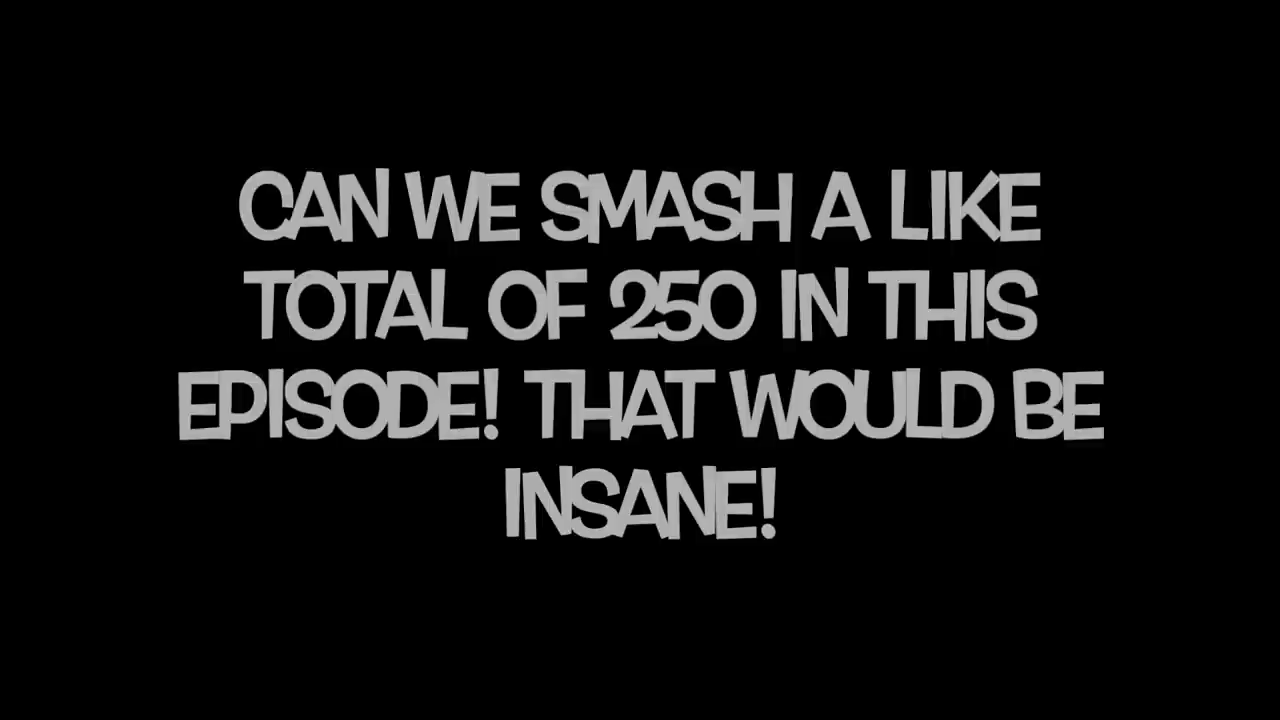 CAN WE SMASH A LIKE
TOTAL OF 250 IN THIS
EPISODE! THAT WOULD BE
INSANE!